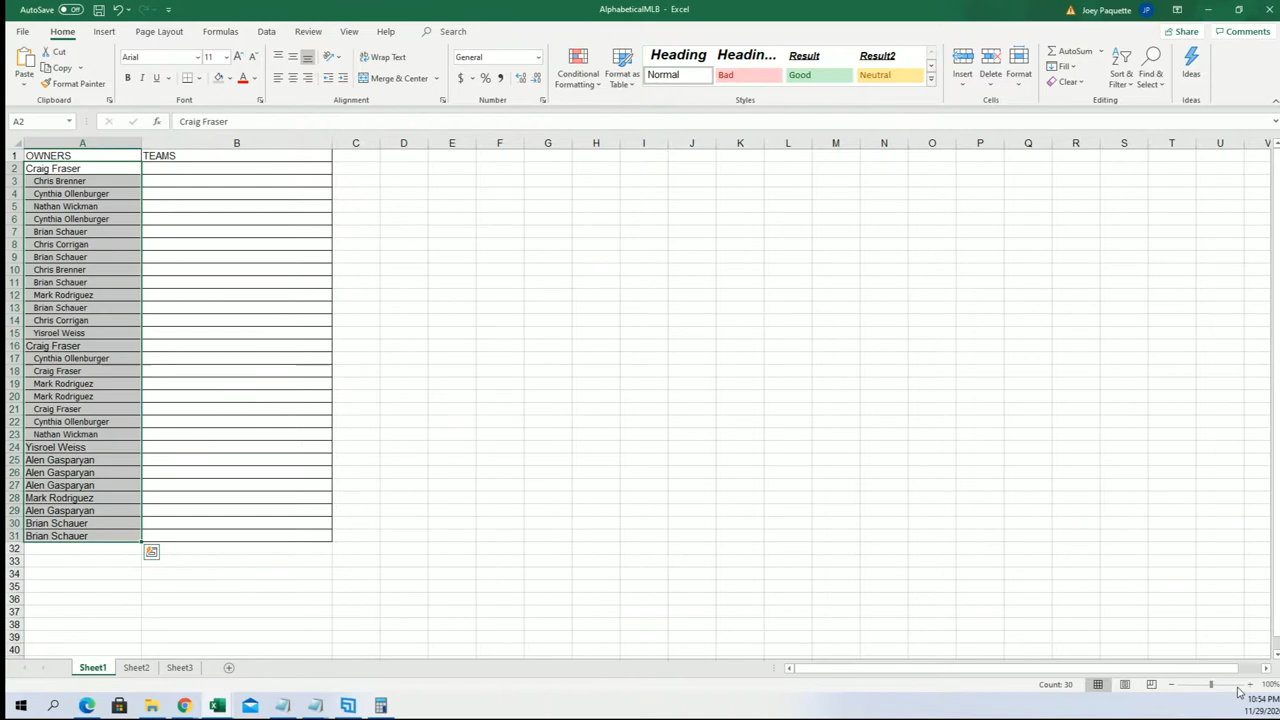 AutoSave Off AlphabeticalMLB - Excel Joey Paquette JP
File Home Insert Page Layout Formulas Data Review View Help Search Share Comments
Paste Cut Copy Format Painter Clipboard
Arial 11 B I U A Font
Wrap Text Merge & Center Alignment
General $ % Number
Conditional Formatting Format as Table
Heading Headin... Result Result2
Normal Bad Good Neutral
Styles
Insert Delete Format Cells
AutoSum Fill Clear Sort & Filter Find & Select Editing
Ideas Ideas
A2 fx Craig Fraser
A B C D E F G H I J K L M N O P Q R S T U V
1 OWNERS TEAMS
2 Craig Fraser
3 Chris Brenner
4 Cynthia Ollenburger
5 Nathan Wickman
6 Cynthia Ollenburger
7 Brian Schauer
8 Chris Corrigan
9 Brian Schauer
10 Chris Brenner
11 Brian Schauer
12 Mark Rodriguez
13 Brian Schauer
14 Chris Corrigan
15 Yisroel Weiss
16 Craig Fraser
17 Cynthia Ollenburger
18 Craig Fraser
19 Mark Rodriguez
20 Mark Rodriguez
21 Craig Fraser
22 Cynthia Ollenburger
23 Nathan Wickman
24 Yisroel Weiss
25 Alen Gasparyan
26 Alen Gasparyan
27 Alen Gasparyan
28 Mark Rodriguez
29 Alen Gasparyan
30 Brian Schauer
31 Brian Schauer
32
33
34
35
36
37
38
39
40
Sheet1 Sheet2 Sheet3
Count: 30 100%
10:54 PM